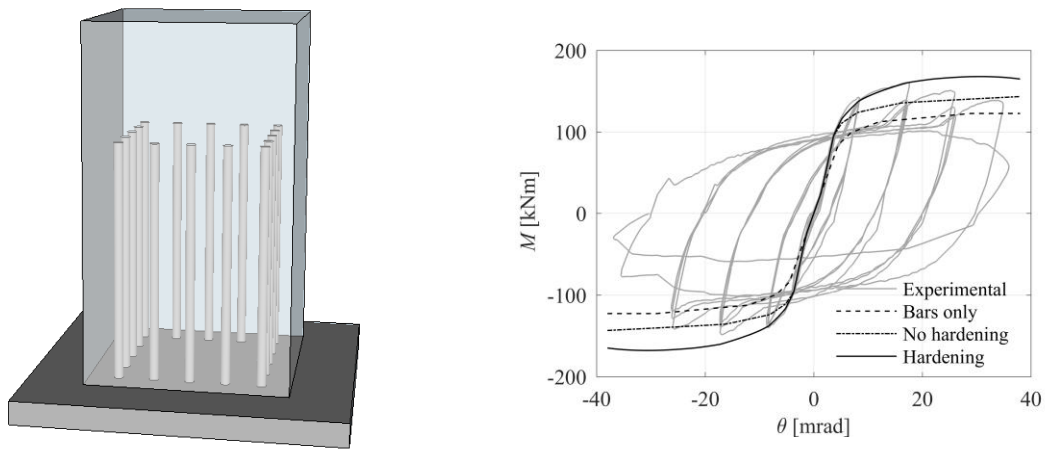 200
100
0
-100
-200
M [kNm]
Experimental
Bars only
No hardening
Hardening
-40
-20
0
20
40
θ [mrad]